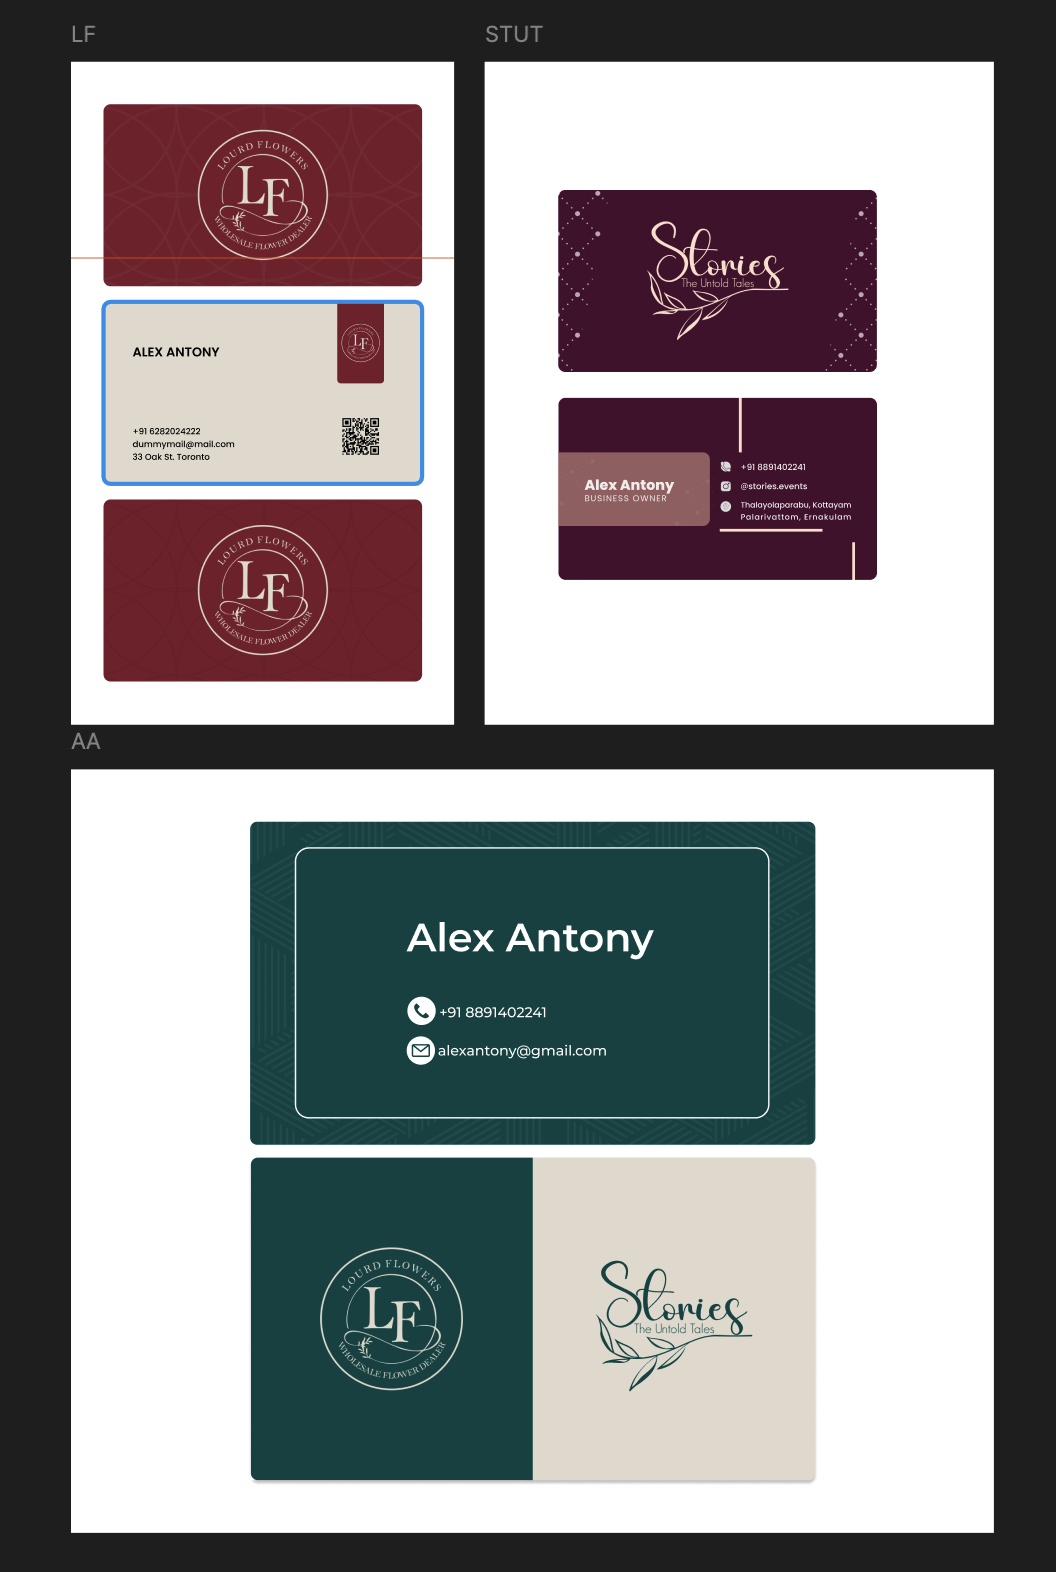 LF
LOURD FLOWERS
LF
WHOLESALE FLOWER DEALER
ALEX ANTONY
LF
+91 6282024222
dummymail@mail.com
33 Oak St. Toronto
LOURD FLOWERS
LF
WHOLESALE FLOWER DEALER
STUT
Stories
The Untold Tales
Alex Antony
BUSINESS OWNER
+91 8891402241
@stories.events
Thalayolaparabu, Kottayam
Palarivattom, Ernakulam
AA
Alex Antony
+91 8891402241
alexantony@gmail.com
LOURD FLOWERS
LF
WHOLESALE FLOWER DEALER
Stories
The Untold Tales